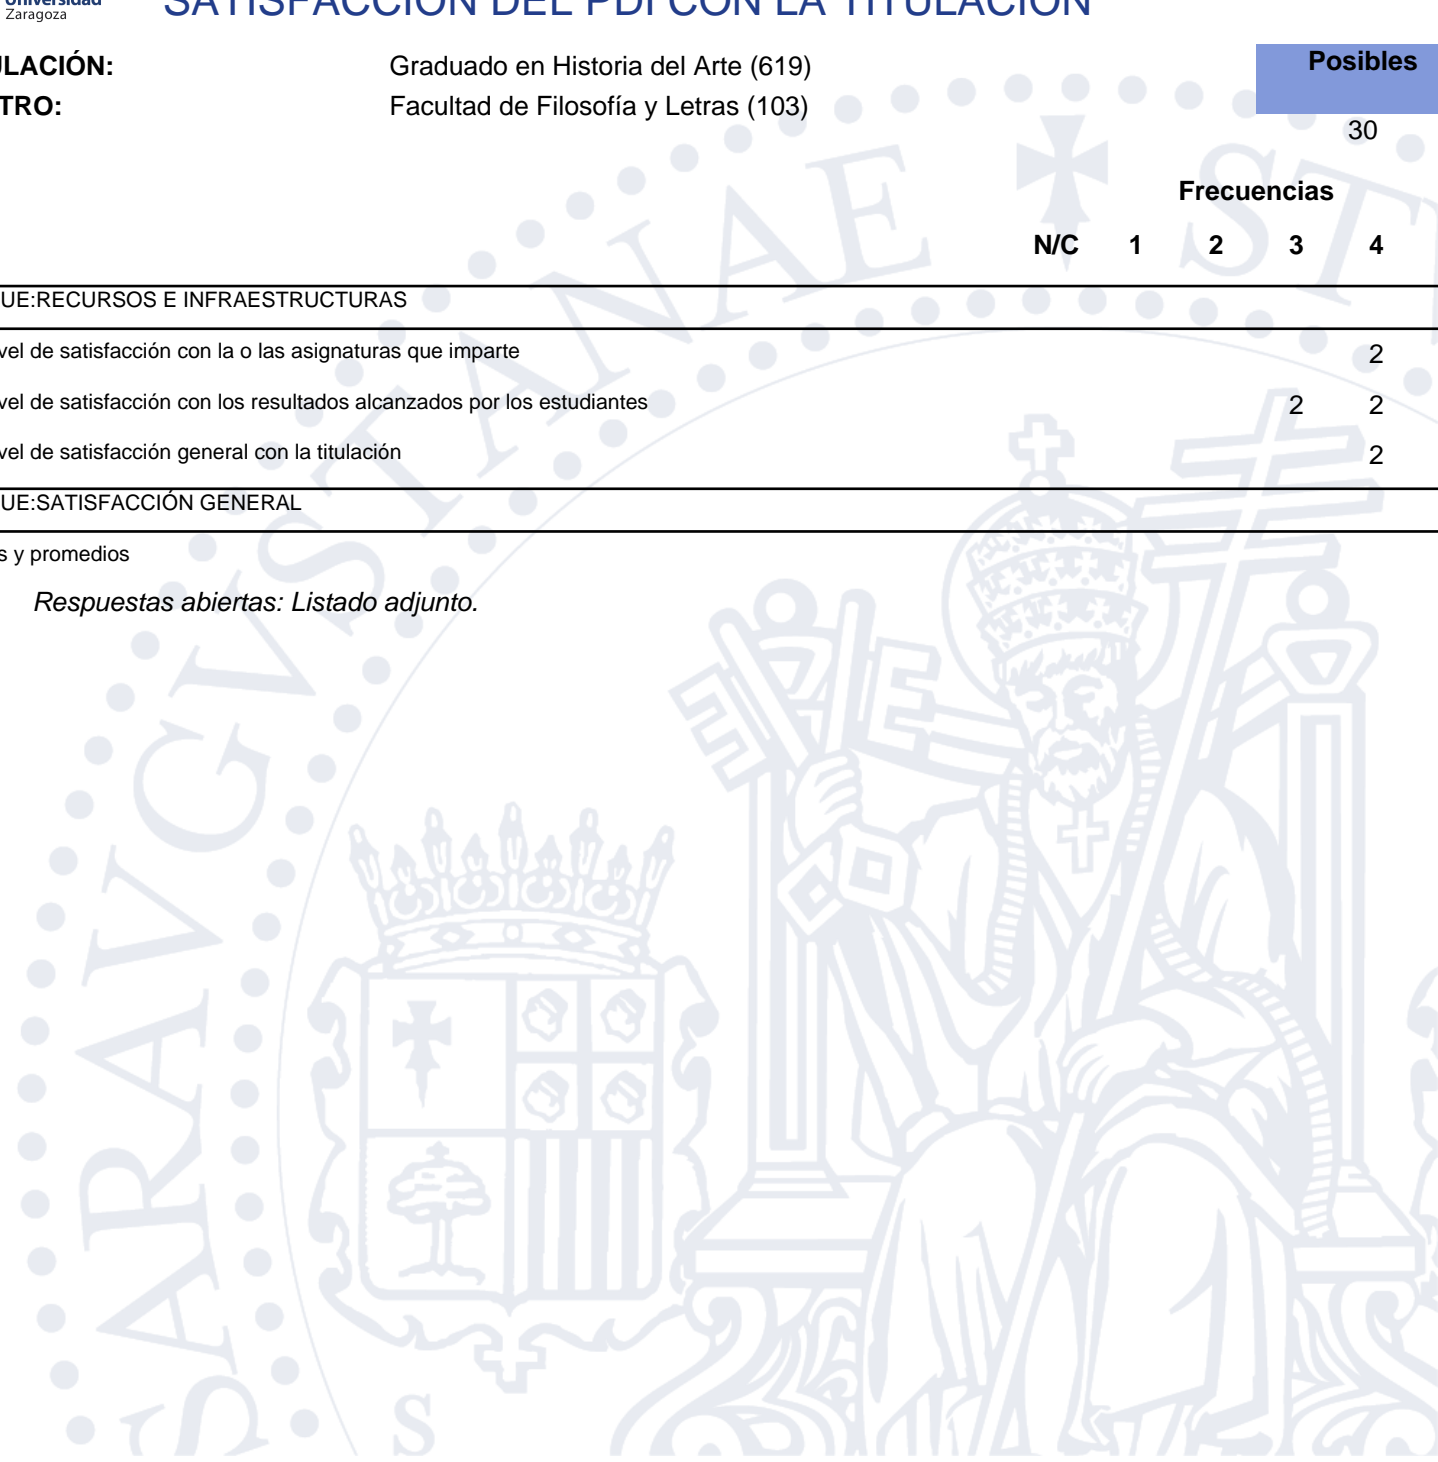 Universidad
Zaragoza
SATISFACCIÓN DEL PDI CON LA TITULACIÓN
ULACIÓN: Graduado en Historia del Arte (619)
Posibles
TRO: Facultad de Filosofía y Letras (103)
30
Frecuencias
N/C 1 2 3 4
UE:RECURSOS E INFRAESTRUCTURAS
vel de satisfacción con la o las asignaturas que imparte 2
vel de satisfacción con los resultados alcanzados por los estudiantes 2 2
vel de satisfacción general con la titulación 2
UE:SATISFACCIÓN GENERAL
s y promedios
Respuestas abiertas: Listado adjunto.